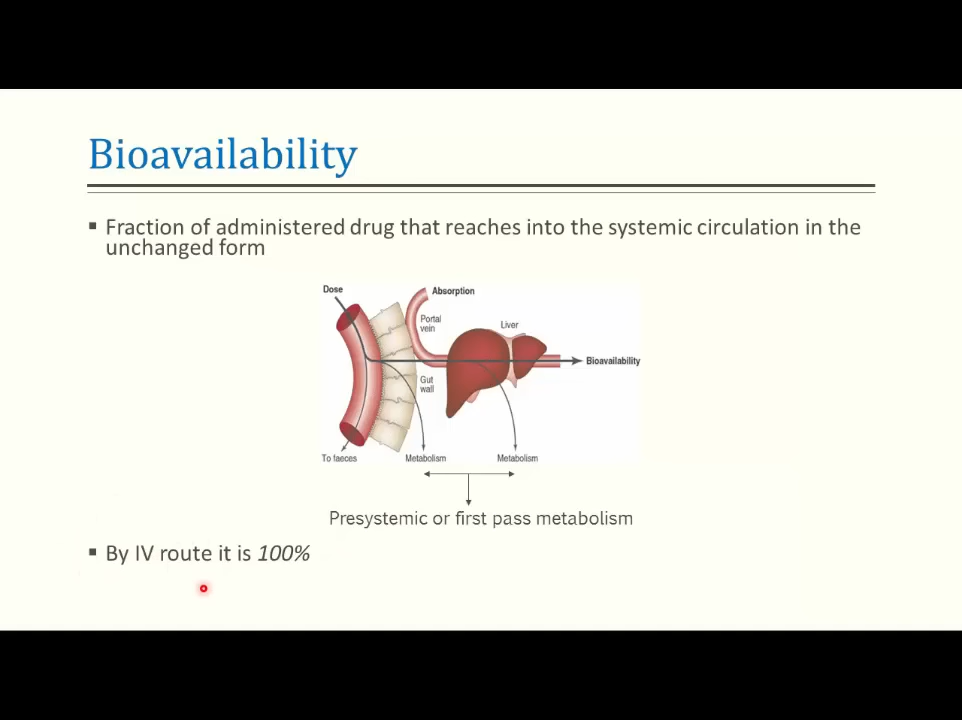 Bioavailability
▪ Fraction of administered drug that reaches into the systemic circulation in the
unchanged form
Dose
Absorption
Portal
vein
Liver
Bioavailability
Gut
wall
To faeces
Metabolism
Metabolism
Presystemic or first pass metabolism
▪ By IV route it is 100%